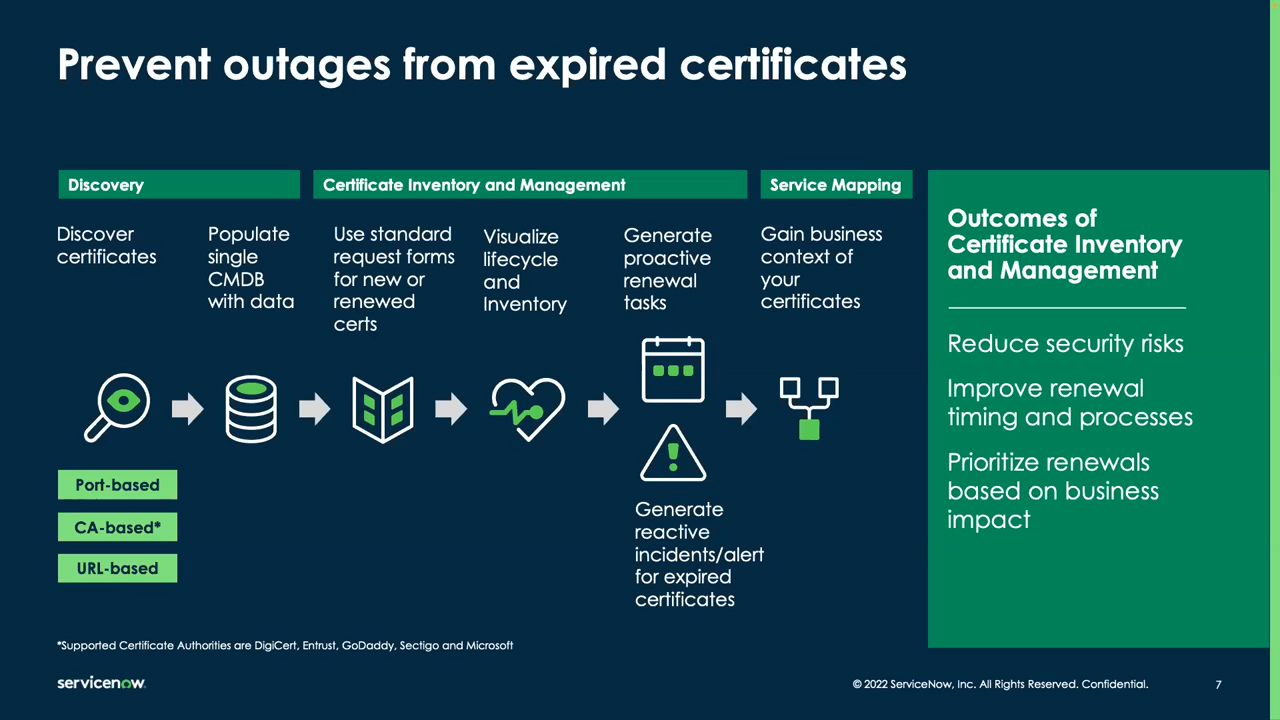 Prevent outages from expired certificates
Discovery
Certificate Inventory and Management
Service Mapping
Discover
certificates
Populate
single
CMDB
with data
Use standard
request forms
for new or
renewed
certs
Visualize
lifecycle
and
Inventory
Generate
proactive
renewal
tasks
Gain business
context of
your
certificates
Port-based
CA-based*
URL-based
Generate
reactive
incidents/alert
for expired
certificates
Outcomes of
Certificate Inventory
and Management
Reduce security risks
Improve renewal
timing and processes
Prioritize renewals
based on business
impact
*Supported Certificate Authorities are DigiCert, Entrust, GoDaddy, Sectigo and Microsoft
servicenow
© 2022 ServiceNow, Inc. All Rights Reserved. Confidential.
7